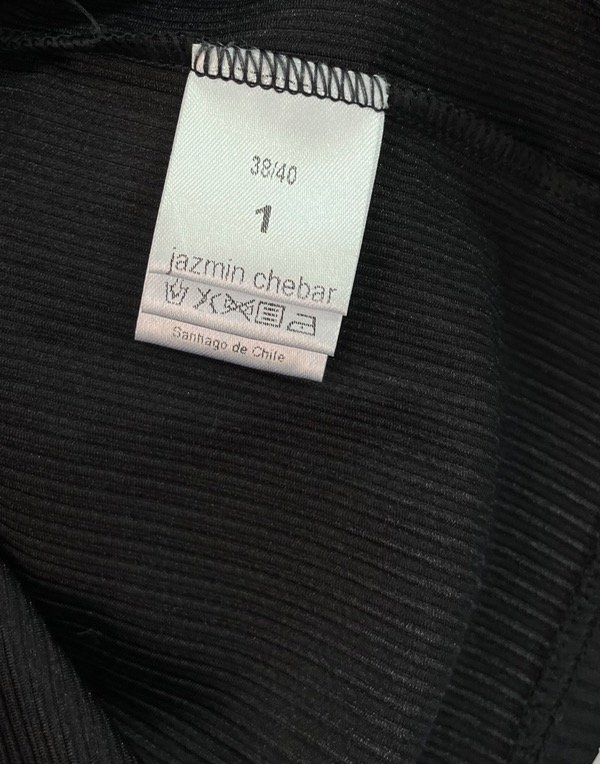 38/40
1
jazmin chebar
Santiago de Chile